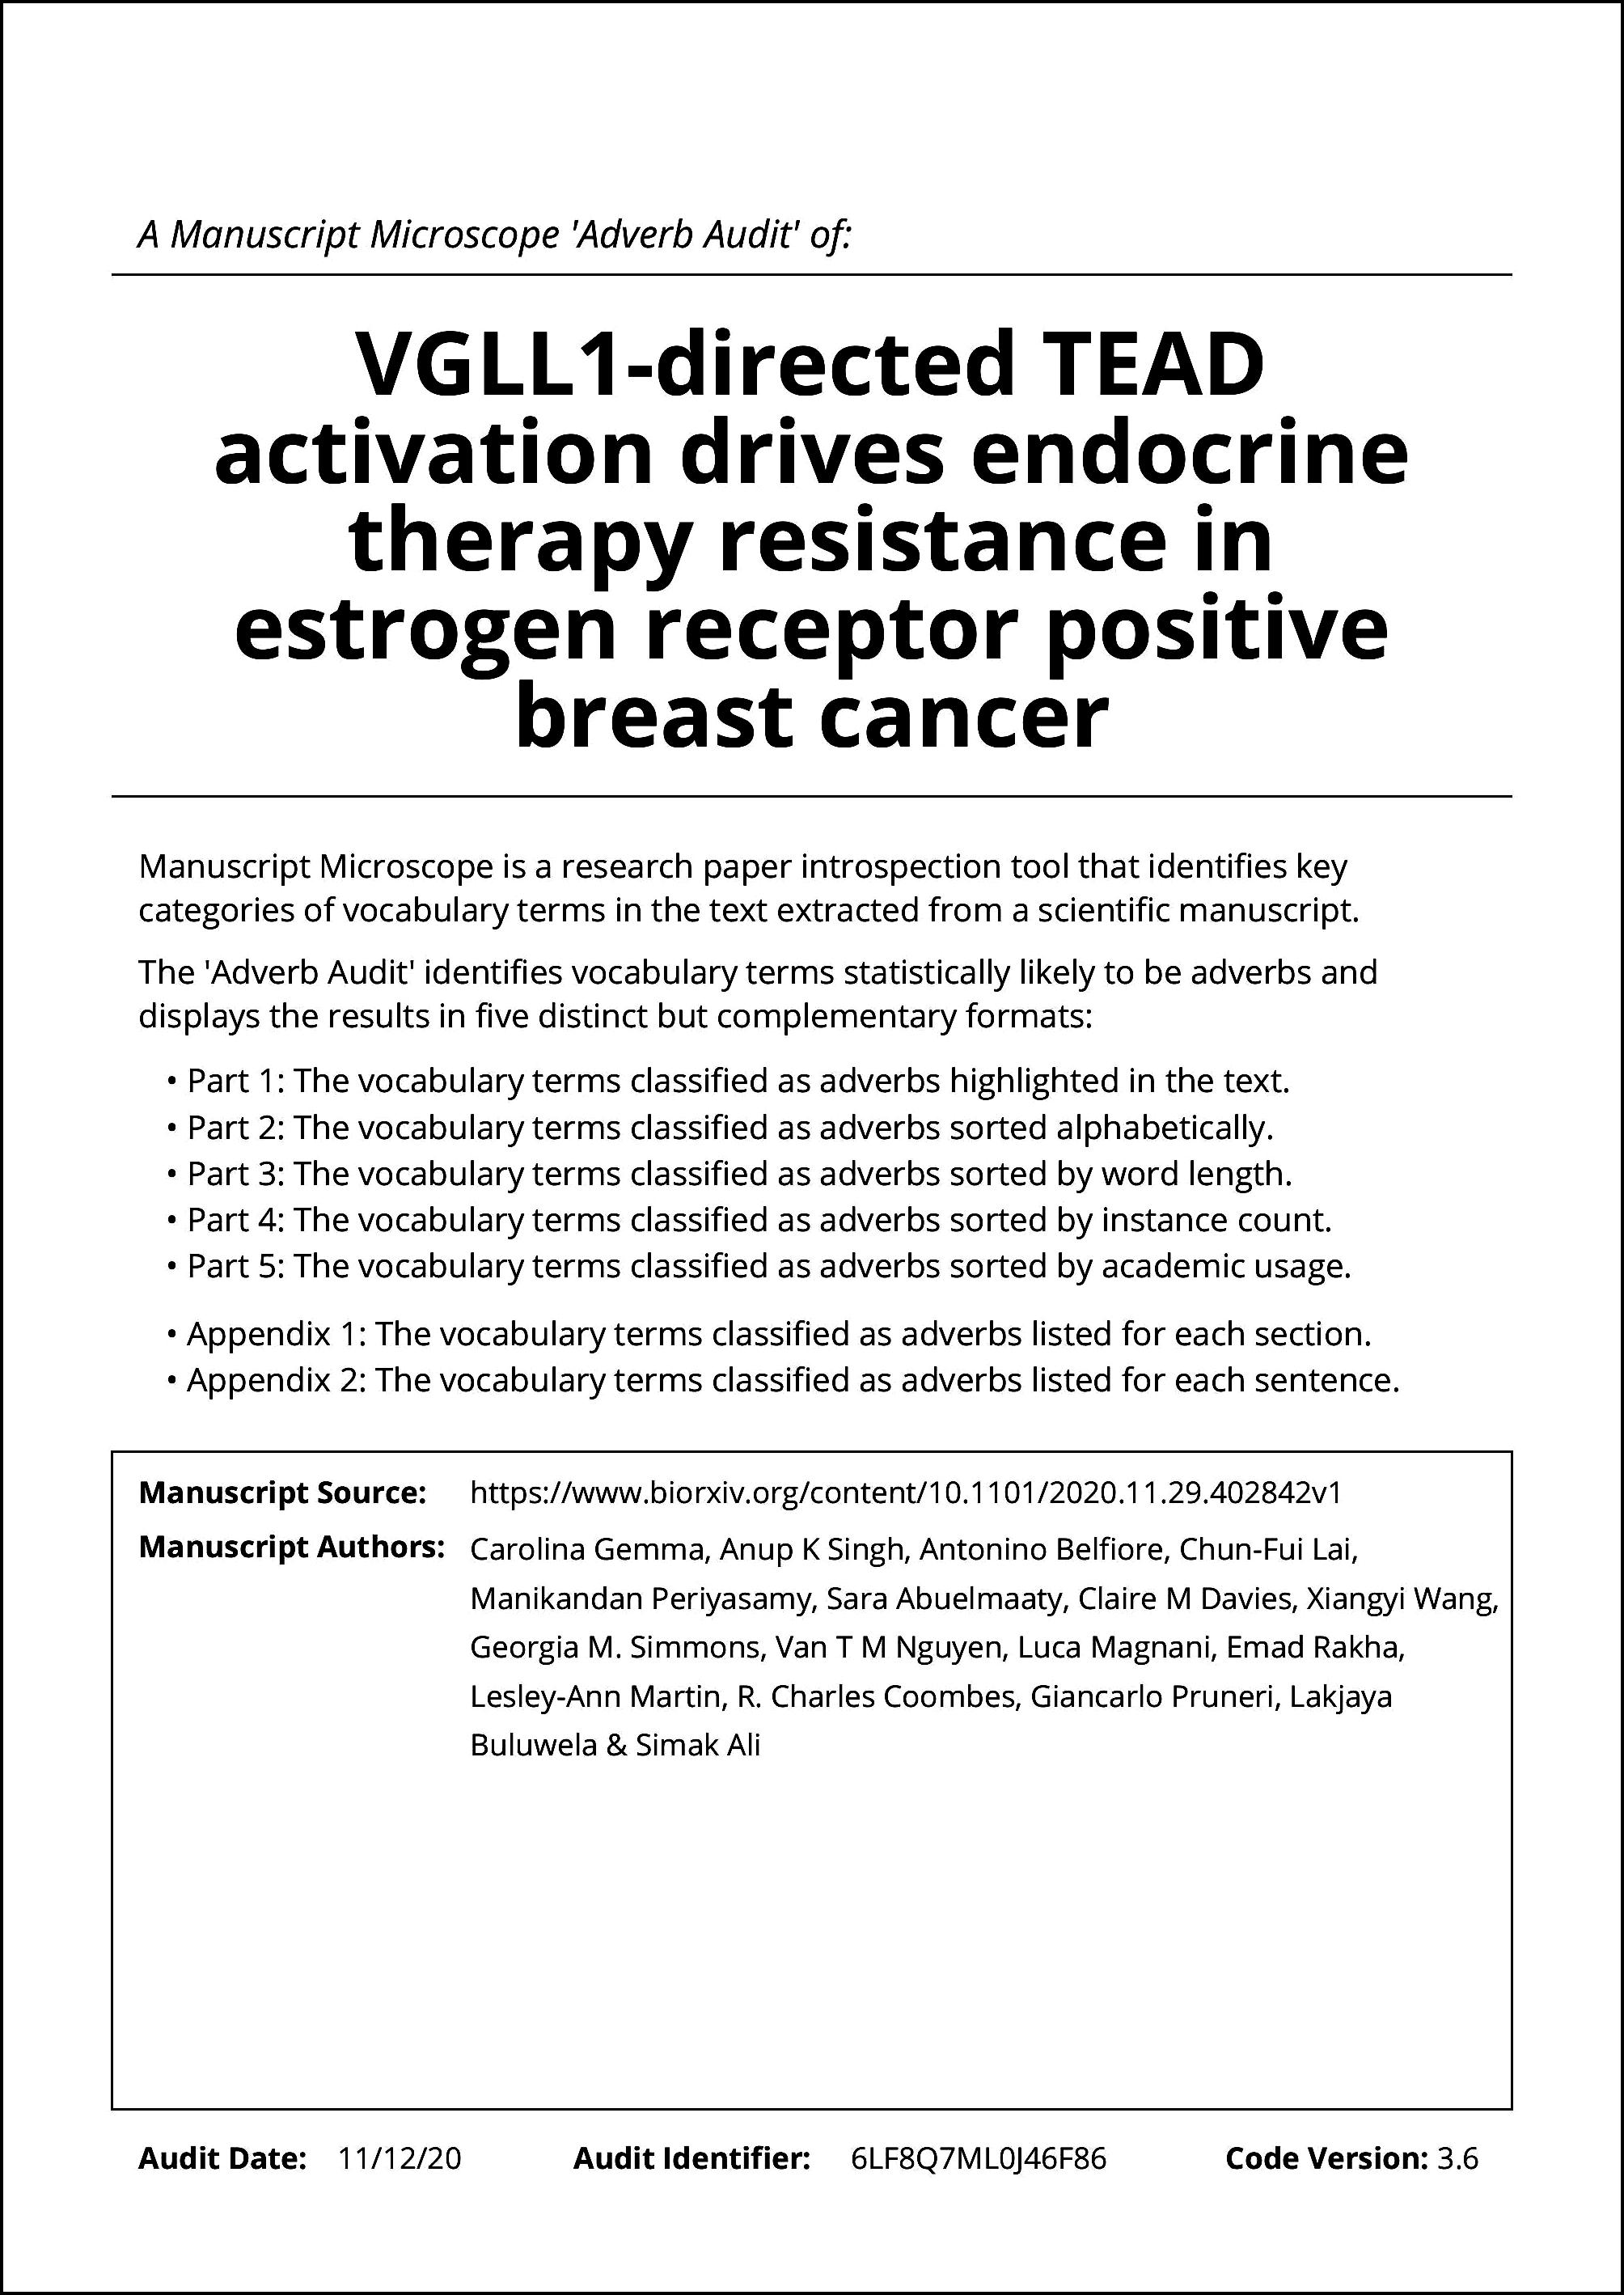 A Manuscript Microscope 'Adverb Audit' of:
VGLL1-directed TEAD
activation drives endocrine
therapy resistance in
estrogen receptor positive
breast cancer
Manuscript Microscope is a research paper introspection tool that identifies key
categories of vocabulary terms in the text extracted from a scientific manuscript.
The 'Adverb Audit' identifies vocabulary terms statistically likely to be adverbs and
displays the results in five distinct but complementary formats:
• Part 1: The vocabulary terms classified as adverbs highlighted in the text.
• Part 2: The vocabulary terms classified as adverbs sorted alphabetically.
• Part 3: The vocabulary terms classified as adverbs sorted by word length.
• Part 4: The vocabulary terms classified as adverbs sorted by instance count.
• Part 5: The vocabulary terms classified as adverbs sorted by academic usage.
• Appendix 1: The vocabulary terms classified as adverbs listed for each section.
• Appendix 2: The vocabulary terms classified as adverbs listed for each sentence.
Manuscript Source: https://www.biorxiv.org/content/10.1101/2020.11.29.402842v1
Manuscript Authors: Carolina Gemma, Anup K Singh, Antonino Belfiore, Chun-Fui Lai,
Manikandan Periyasamy, Sara Abuelmaaty, Claire M Davies, Xiangyi Wang,
Georgia M. Simmons, Van T M Nguyen, Luca Magnani, Emad Rakha,
Lesley-Ann Martin, R. Charles Coombes, Giancarlo Pruneri, Lakjaya
Buluwela & Simak Ali
Audit Date: 11/12/20 Audit Identifier: 6LF8Q7ML0J46F86 Code Version: 3.6